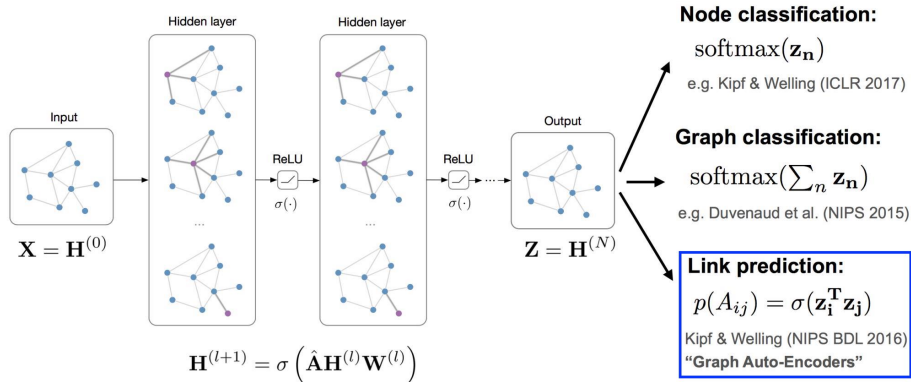 Input
X = H^(0)
Hidden layer
...
ReLU
σ(·)
Hidden layer
...
ReLU
σ(·)
...
Output
Z = H^(N)
H^(l+1) = σ ( ÂH^(l)W^(l) )
Node classification:
softmax(z_n)
e.g. Kipf & Welling (ICLR 2017)
Graph classification:
softmax(∑_n z_n)
e.g. Duvenaud et al. (NIPS 2015)
Link prediction:
p(A_ij) = σ(z_i^T z_j)
Kipf & Welling (NIPS BDL 2016)
“Graph Auto-Encoders”